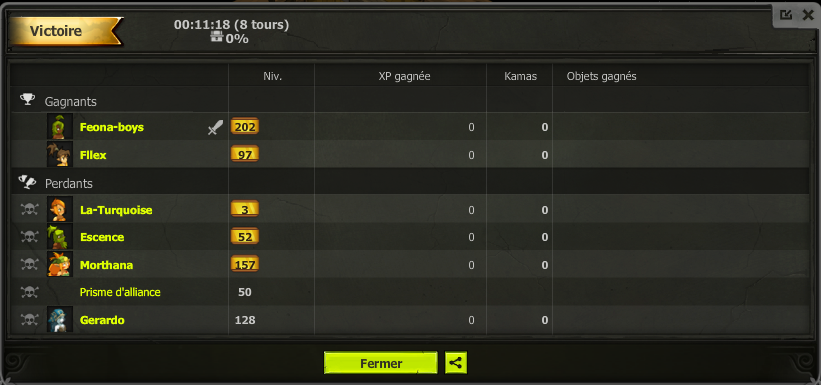 Victoire
00:11:18 (8 tours)
0%
Niv. XP gagnée Kamas Objets gagnés
Gagnants
Feona-boys 202 0 0
Fllex 97 0 0
Perdants
La-Turquoise 3 0 0
Escence 52 0 0
Morthana 157 0 0
Prisme d'alliance 50
Gerardo 128 0 0
Fermer